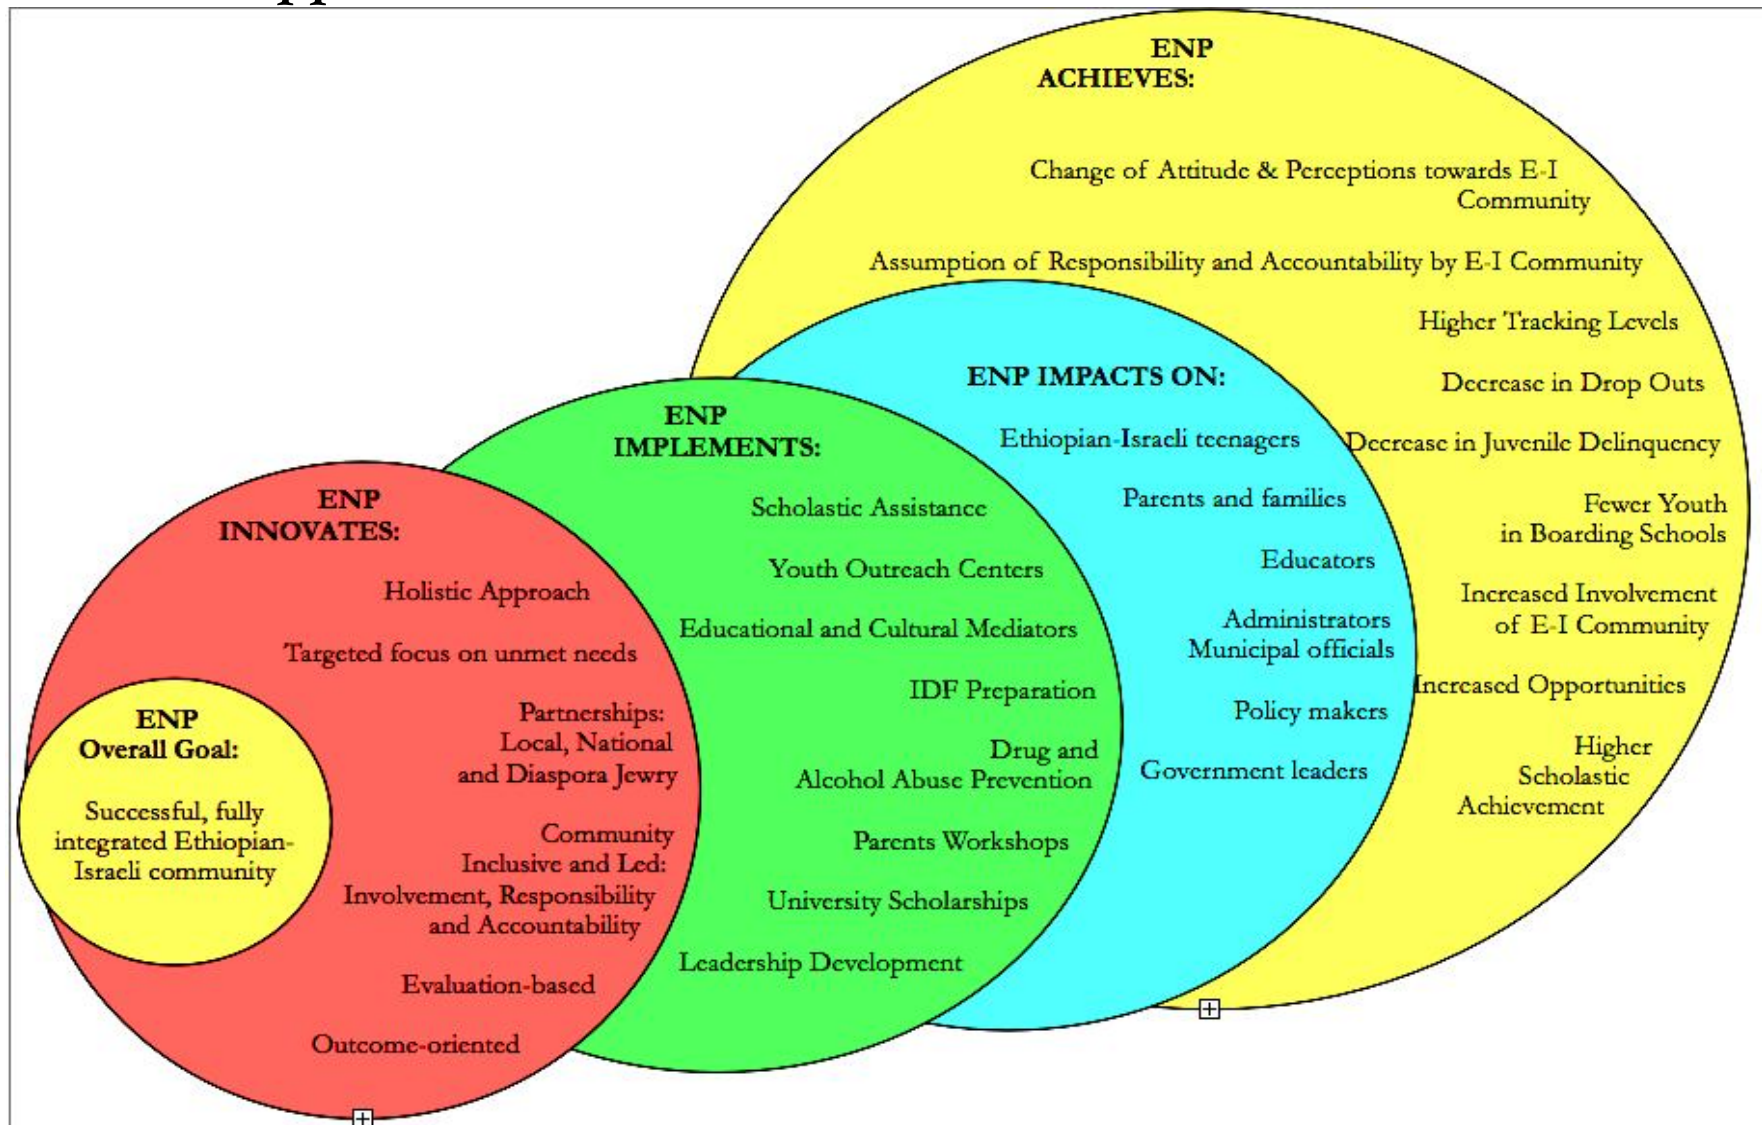 ENP
ACHIEVES:
Change of Attitude & Perceptions towards E-I
Community
Assumption of Responsibility and Accountability by E-I Community
Higher Tracking Levels
Decrease in Drop Outs
Decrease in Juvenile Delinquency
Fewer Youth
in Boarding Schools
Increased Involvement
of E-I Community
Increased Opportunities
Higher
Scholastic
Achievement
ENP IMPACTS ON:
Ethiopian-Israeli teenagers
Parents and families
Educators
Administrators
Municipal officials
Policy makers
Government leaders
ENP
IMPLEMENTS:
Scholastic Assistance
Youth Outreach Centers
Educational and Cultural Mediators
IDF Preparation
Drug and
Alcohol Abuse Prevention
Parents Workshops
University Scholarships
Leadership Development
ENP
INNOVATES:
Holistic Approach
Targeted focus on unmet needs
Partnerships:
Local, National
and Diaspora Jewry
Community
Inclusive and Led:
Involvement, Responsibility
and Accountability
Evaluation-based
Outcome-oriented
ENP
Overall Goal:
Successful, fully
integrated Ethiopian-
Israeli community